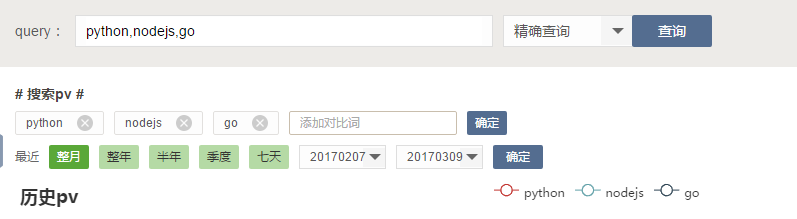 query： python,nodejs,go 精确查询 查询
# 搜索pv #
python nodejs go 添加对比词 确定
最近 整月 整年 半年 季度 七天 20170207 20170309 确定
历史pv python nodejs go